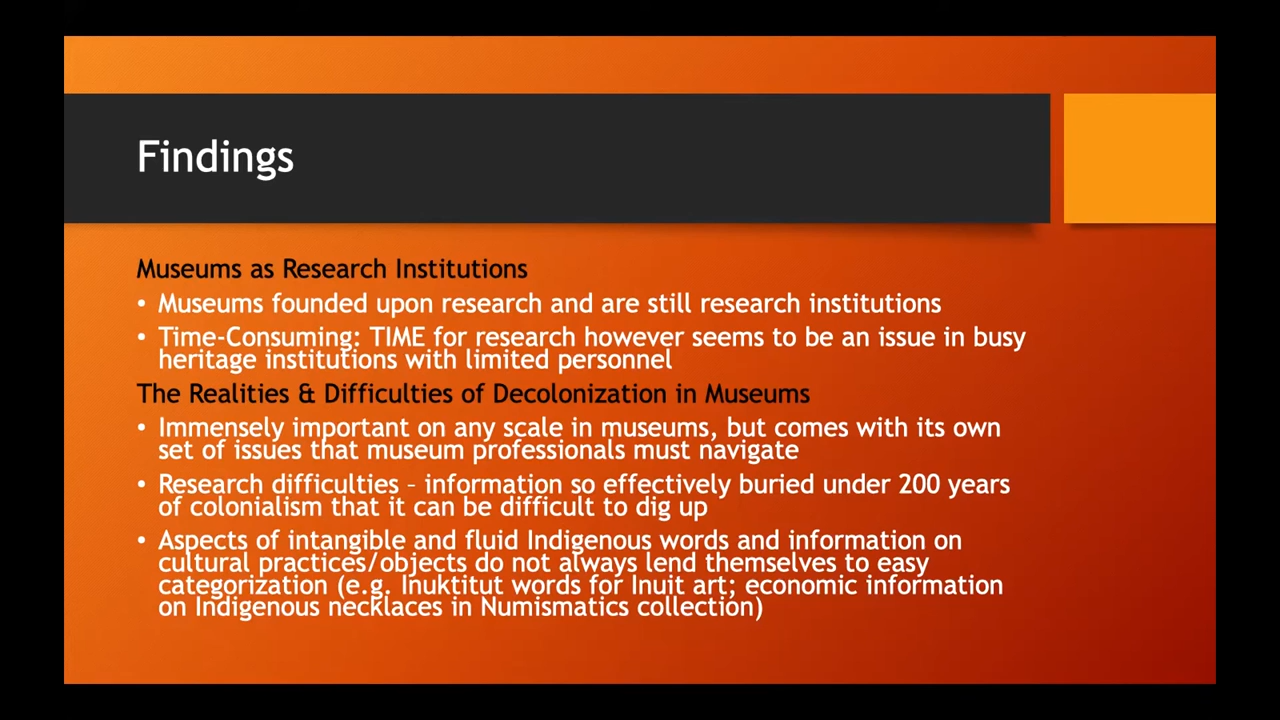 Findings
Museums as Research Institutions
• Museums founded upon research and are still research institutions
• Time-Consuming: TIME for research however seems to be an issue in busy
heritage institutions with limited personnel
The Realities & Difficulties of Decolonization in Museums
• Immensely important on any scale in museums, but comes with its own
set of issues that museum professionals must navigate
• Research difficulties – information so effectively buried under 200 years
of colonialism that it can be difficult to dig up
• Aspects of intangible and fluid Indigenous words and information on
cultural practices/objects do not always lend themselves to easy
categorization (e.g. Inuktitut words for Inuit art; economic information
on Indigenous necklaces in Numismatics collection)